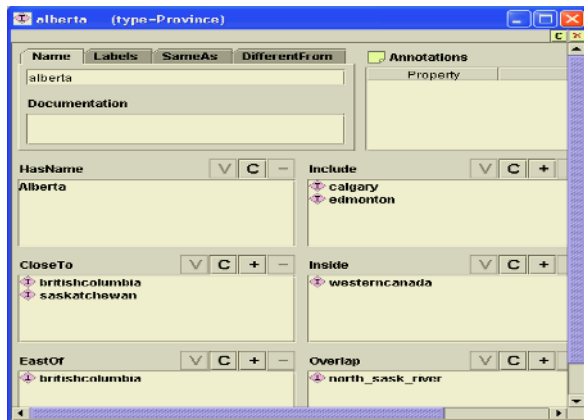 alberta (type=Province)
C
Name Labels SameAs DifferentFrom
alberta
Documentation
Annotations
Property
HasName V C −
Alberta
Include V C +
calgary
edmonton
CloseTo V C + −
britishcolumbia
saskatchewan
Inside V C +
westerncanada
EastOf V C + −
britishcolumbia
Overlap V C +
north_sask_river